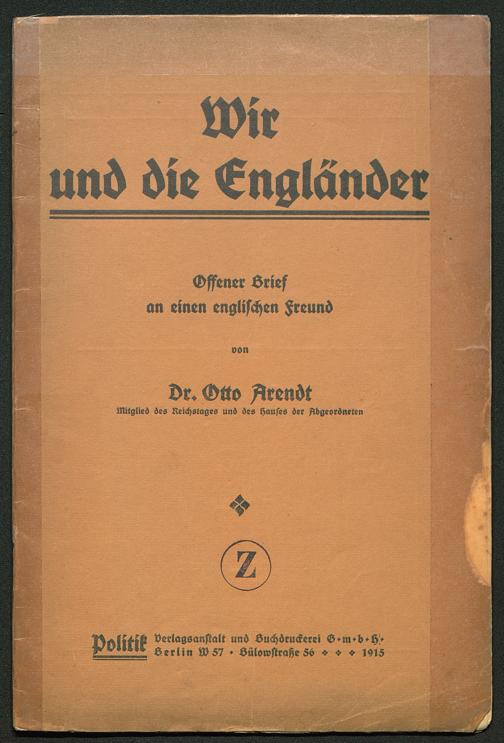 Wir
und die Engländer
Offener Brief
an einen englischen Freund
von
Dr. Otto Arendt
Mitglied des Reichstages und des Hauses der Abgeordneten
Z
Politik Verlagsanstalt und Buchdruckerei G·m·b·H·
Berlin W 57 · Bülowstraße 56 ❖ ❖ ❖ 1915